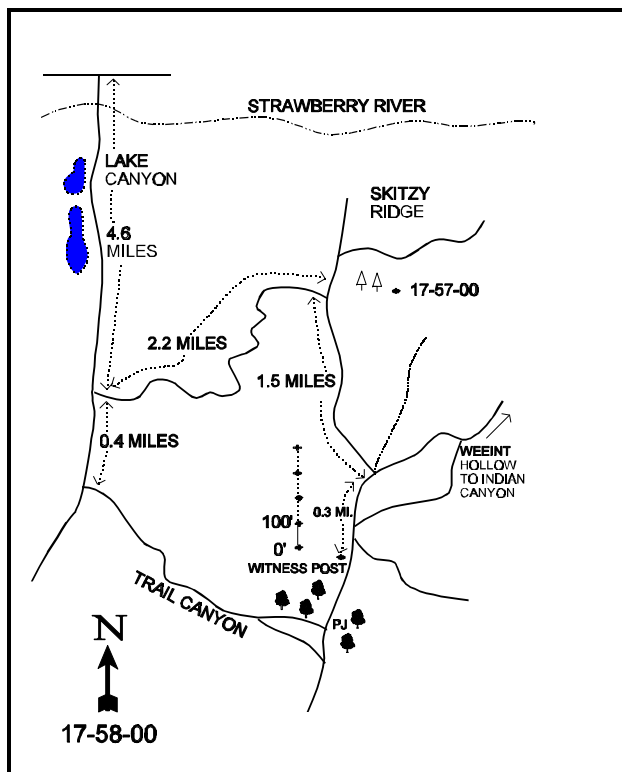 STRAWBERRY RIVER
LAKE
CANYON
SKITZY
RIDGE
4.6
MILES
17-57-00
2.2 MILES
1.5 MILES
0.4 MILES
WEEINT
HOLLOW
TO INDIAN
CANYON
0.3 MI.
100'
0'
WITNESS POST
TRAIL CANYON
PJ
N
17-58-00